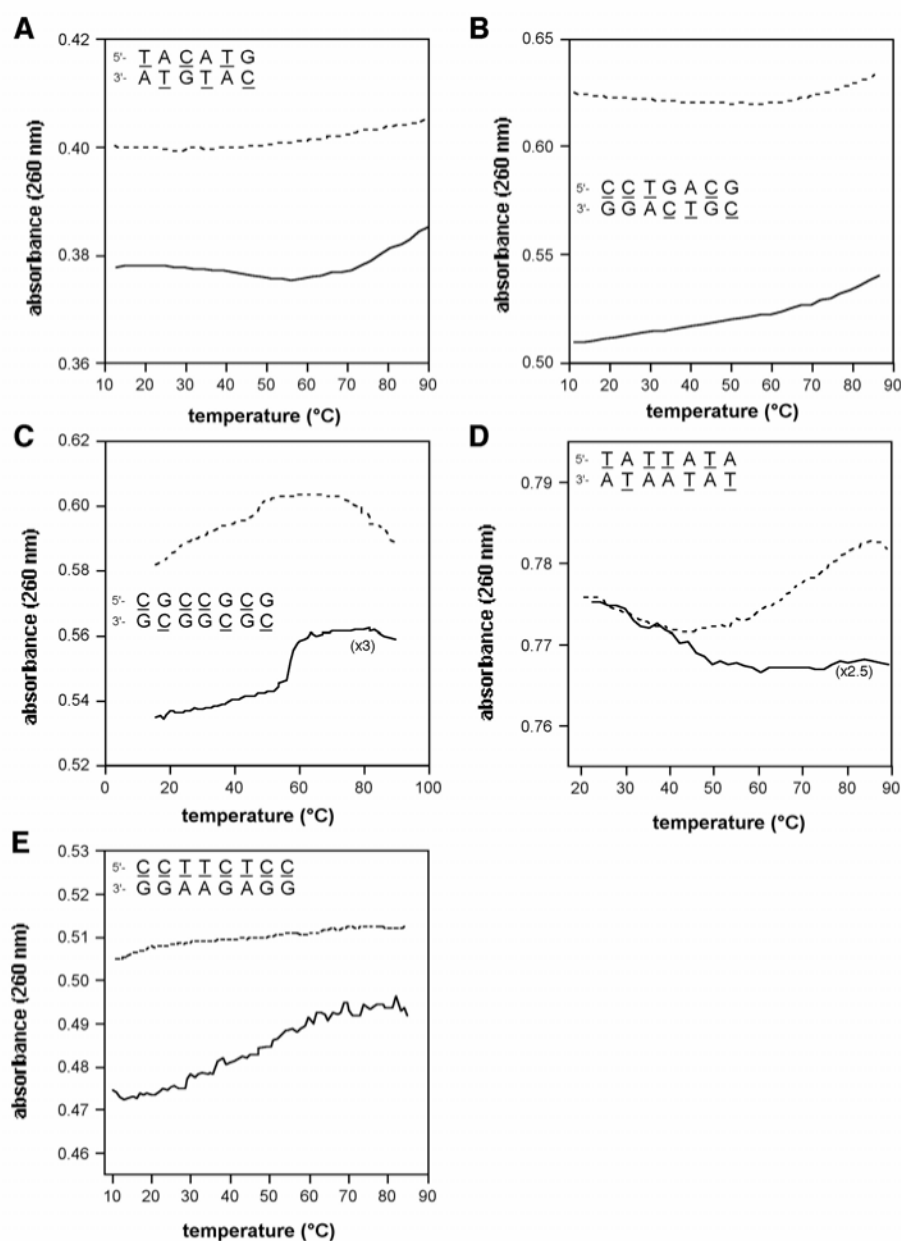 A
0.42
0.40
0.38
0.36
absorbance (260 nm)
5'- T A C A T G
3'- A T G T A C
10 20 30 40 50 60 70 80 90
temperature (°C)
B
0.65
0.60
0.55
0.50
absorbance (260 nm)
5'- C C T G A C G
3'- G G A C T G C
10 20 30 40 50 60 70 80 90
temperature (°C)
C
0.62
0.60
0.58
0.56
0.54
0.52
absorbance (260 nm)
5'- C G C C G C G
3'- G C G G C G C
(x3)
0 20 40 60 80 100
temperature (°C)
D
0.79
0.78
0.77
0.76
absorbance (260 nm)
5'- T A T T A T A
3'- A T A A T A T
(x2.5)
20 30 40 50 60 70 80 90
temperature (°C)
E
0.53
0.52
0.51
0.50
0.49
0.48
0.47
0.46
absorbance (260 nm)
5'- C C T T C T C C
3'- G G A A G A G G
10 20 30 40 50 60 70 80 90
temperature (°C)